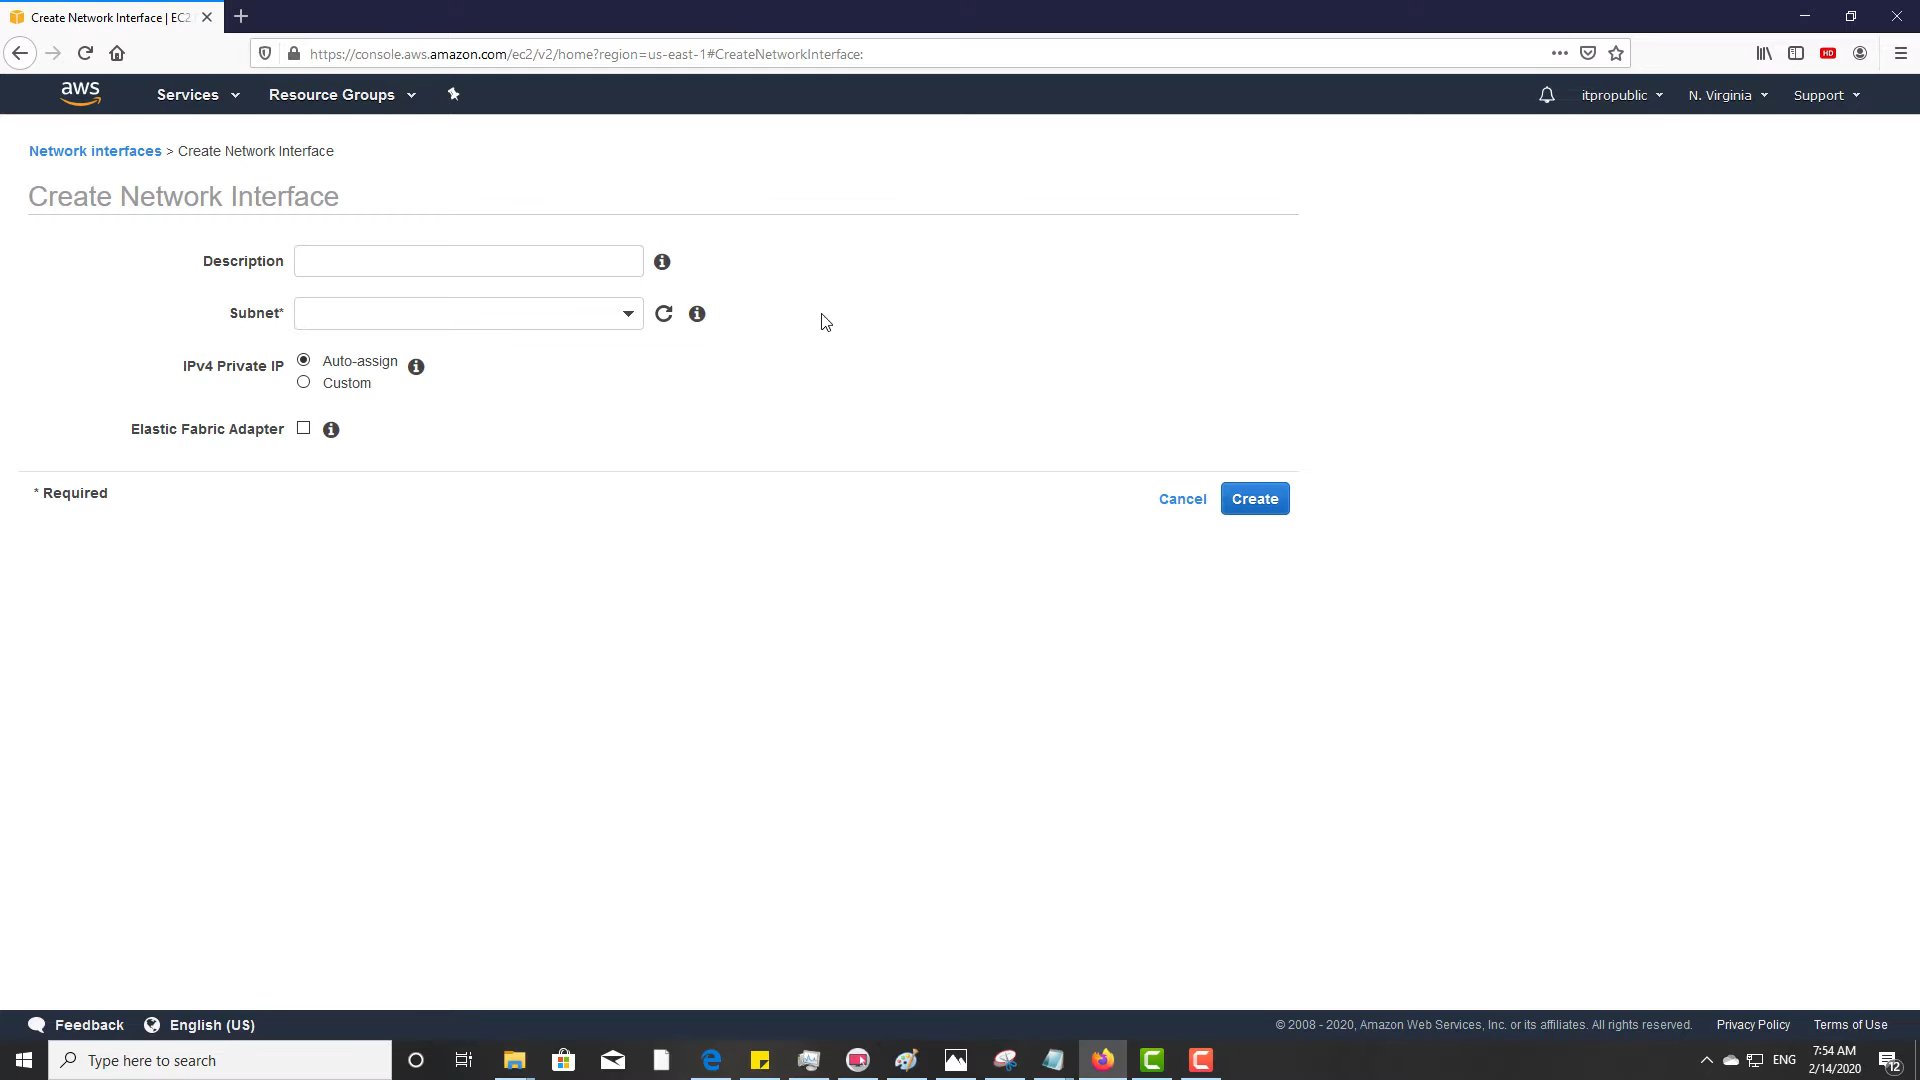 Create Network Interface | EC2
https://console.aws.amazon.com/ec2/v2/home?region=us-east-1#CreateNetworkInterface:
HD
aws
Services
Resource Groups
itpropublic
N. Virginia
Support
Network interfaces > Create Network Interface
Create Network Interface
Description
Subnet*
IPv4 Private IP
Auto-assign
Custom
Elastic Fabric Adapter
* Required
Cancel
Create
Feedback
English (US)
© 2008 - 2020, Amazon Web Services, Inc. or its affiliates. All rights reserved.
Privacy Policy
Terms of Use
Type here to search
ENG
7:54 AM
2/14/2020
12